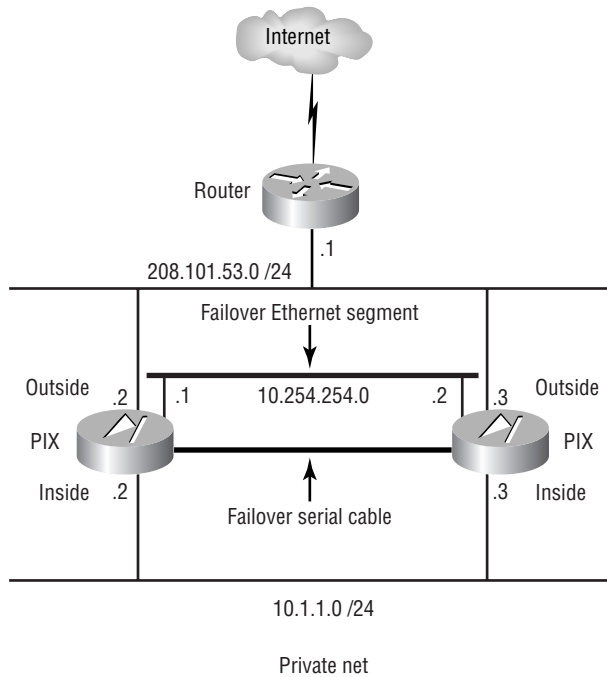 Internet
Router
.1
208.101.53.0 /24
Failover Ethernet segment
Outside .2 .1 10.254.254.0 .2 .3 Outside
PIX PIX
Inside .2 .3 Inside
Failover serial cable
10.1.1.0 /24
Private net